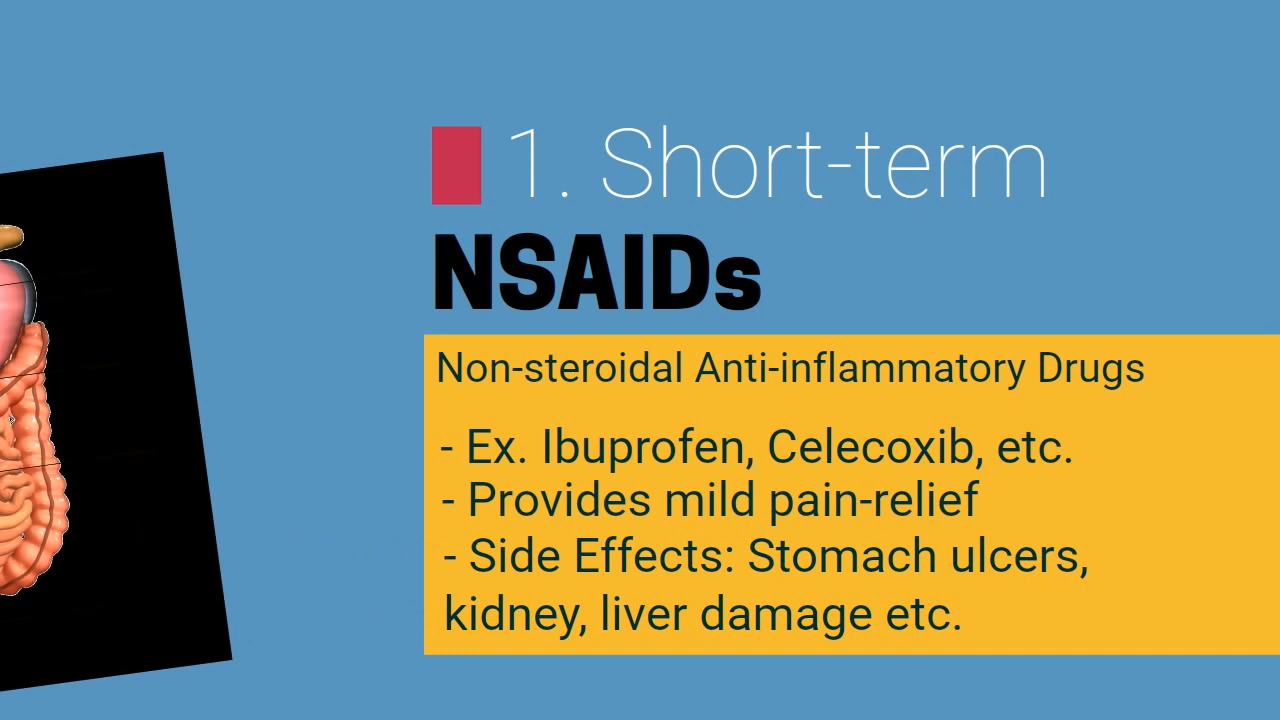 1. Short-term
NSAIDs
Non-steroidal Anti-inflammatory Drugs
- Ex. Ibuprofen, Celecoxib, etc.
- Provides mild pain-relief
- Side Effects: Stomach ulcers,
kidney, liver damage etc.